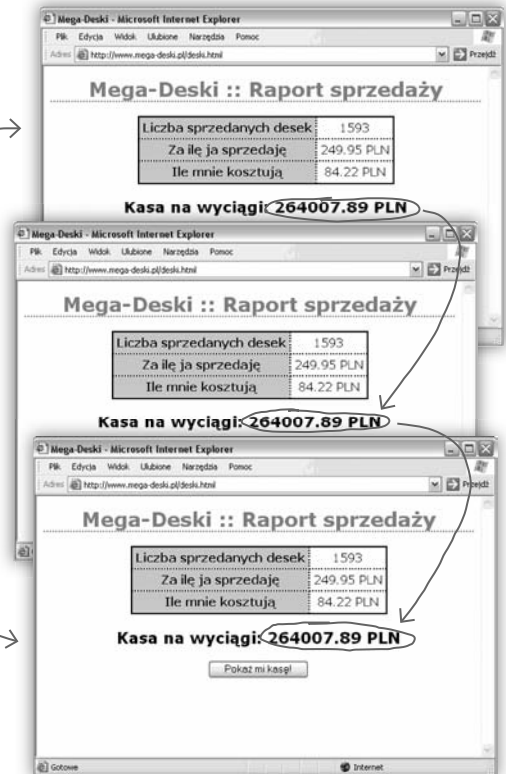 Mega-Deski - Microsoft Internet Explorer
Plik Edycja Widok Ulubione Narzędzia Pomoc
Adres http://www.mega-deski.pl/deski.html Przejdź
Mega-Deski :: Raport sprzedaży
Liczba sprzedanych desek 1593
Za ilę ja sprzedaję 249.95 PLN
Ile mnie kosztują 84.22 PLN
Kasa na wyciągi: 264007.89 PLN
Mega-Deski - Microsoft Internet Explorer
Plik Edycja Widok Ulubione Narzędzia Pomoc
Adres http://www.mega-deski.pl/deski.html Przejdź
Mega-Deski :: Raport sprzedaży
Liczba sprzedanych desek 1593
Za ilę ja sprzedaję 249.95 PLN
Ile mnie kosztują 84.22 PLN
Kasa na wyciągi: 264007.89 PLN
Mega-Deski - Microsoft Internet Explorer
Plik Edycja Widok Ulubione Narzędzia Pomoc
Adres http://www.mega-deski.pl/deski.html Przejdź
Mega-Deski :: Raport sprzedaży
Liczba sprzedanych desek 1593
Za ilę ja sprzedaję 249.95 PLN
Ile mnie kosztują 84.22 PLN
Kasa na wyciągi: 264007.89 PLN
Pokaż mi kasę!
Gotowe Internet